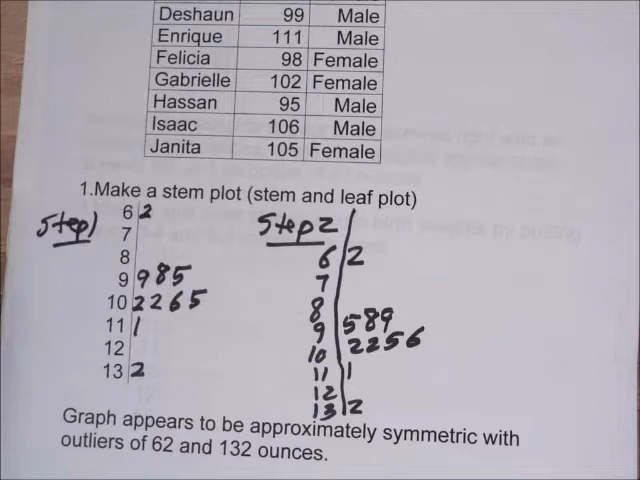 Deshaun 99 Male
Enrique 111 Male
Felicia 98 Female
Gabrielle 102 Female
Hassan 95 Male
Isaac 106 Male
Janita 105 Female
1.Make a stem plot (stem and leaf plot)
Step 1
6 2
7
8
9 9 8 5
10 2 2 6 5
11 1
12
13 2
Step 2
6 2
7
8
9 5 8 9
10 2 2 5 6
11 1
12
13 2
Graph appears to be approximately symmetric with
outliers of 62 and 132 ounces.